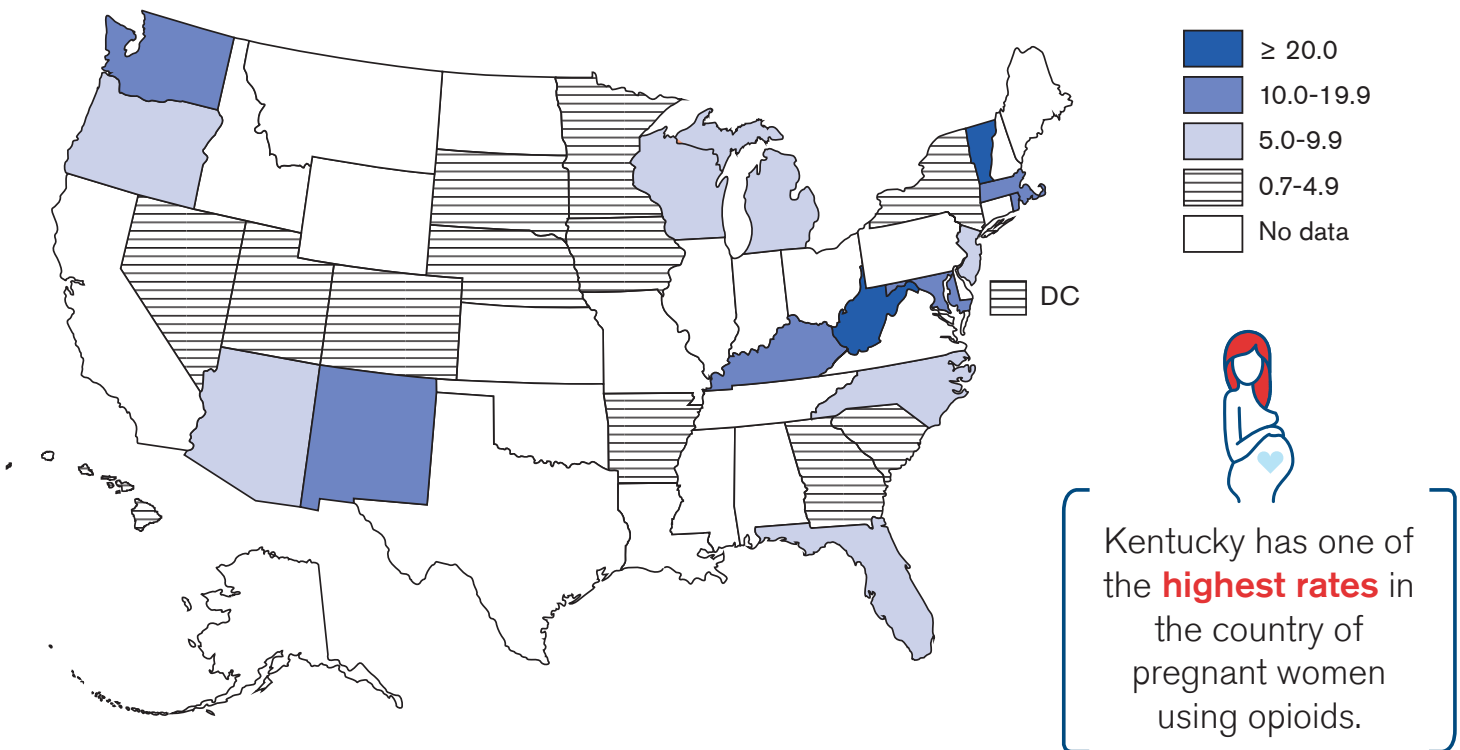 ≥ 20.0
10.0-19.9
5.0-9.9
0.7-4.9
No data
DC
Kentucky has one of
the highest rates in
the country of
pregnant women
using opioids.